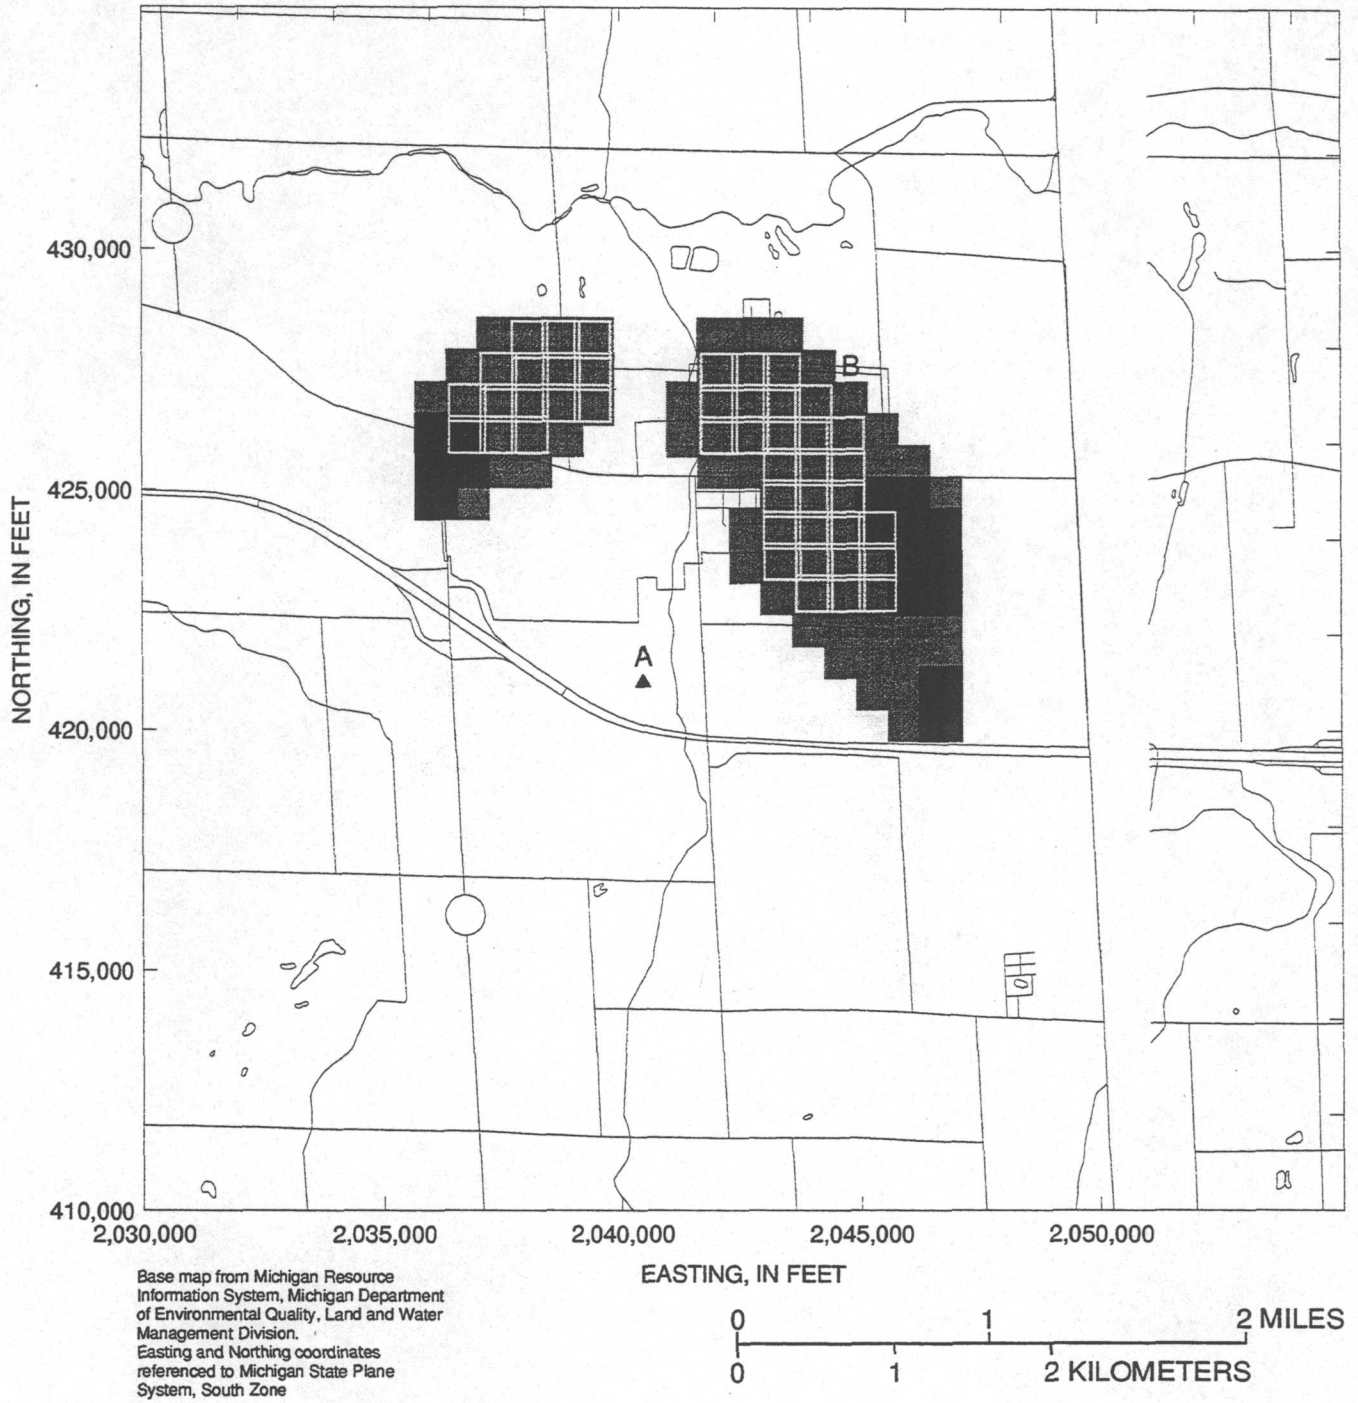 430,000
B
425,000
NORTHING, IN FEET
A
420,000
415,000
410,000
2,030,000 2,035,000 2,040,000 2,045,000 2,050,000
EASTING, IN FEET
Base map from Michigan Resource
Information System, Michigan Department
of Environmental Quality, Land and Water
Management Division.
Easting and Northing coordinates
referenced to Michigan State Plane
System, South Zone
0 1 2 MILES
0 1 2 KILOMETERS